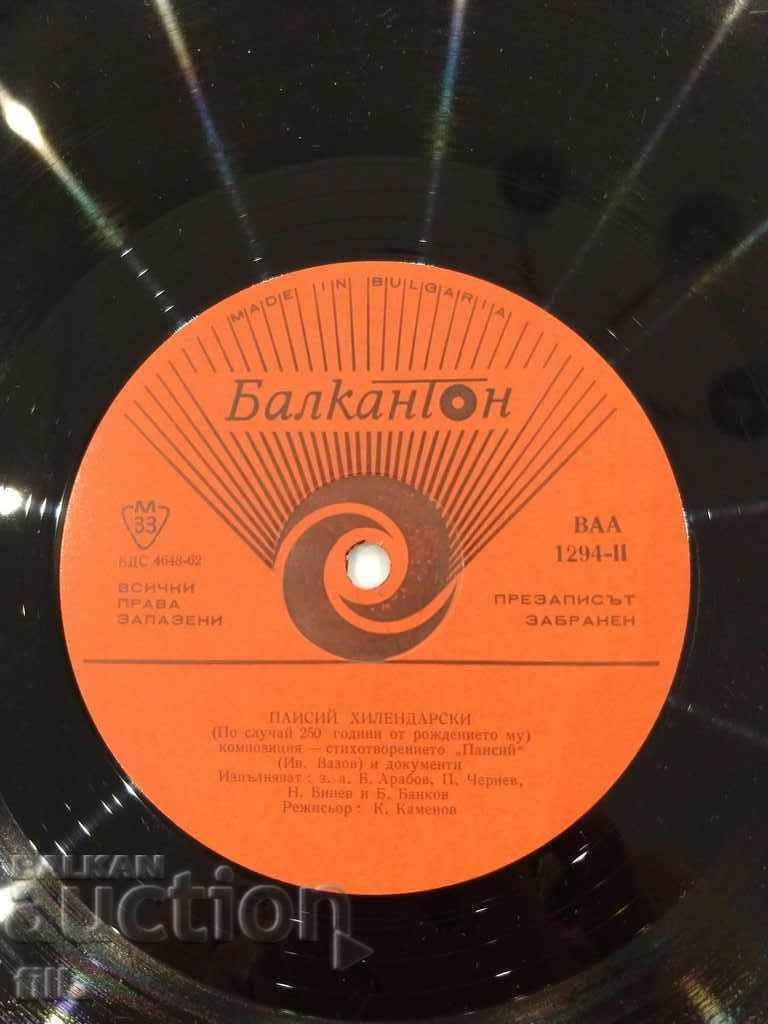 MADE IN BULGARIA
Балкантон
М
33
БДС 4648-62
ВСИЧКИ
ПРАВА
ЗАПАЗЕНИ
ВАА
1294-II
ПРЕЗАПИСЪТ
ЗАБРАНЕН
ПАИСИЙ ХИЛЕНДАРСКИ
(По случай 250 години от рождението му)
композиция — стихотворението „Паисий“
(Ив. Вазов) и документи
Изпълняват : з. а. Б. Арабов, П. Чернев,
Н. Винев и Б. Банков
Режисьор : К. Каменов
BALKAN
auction